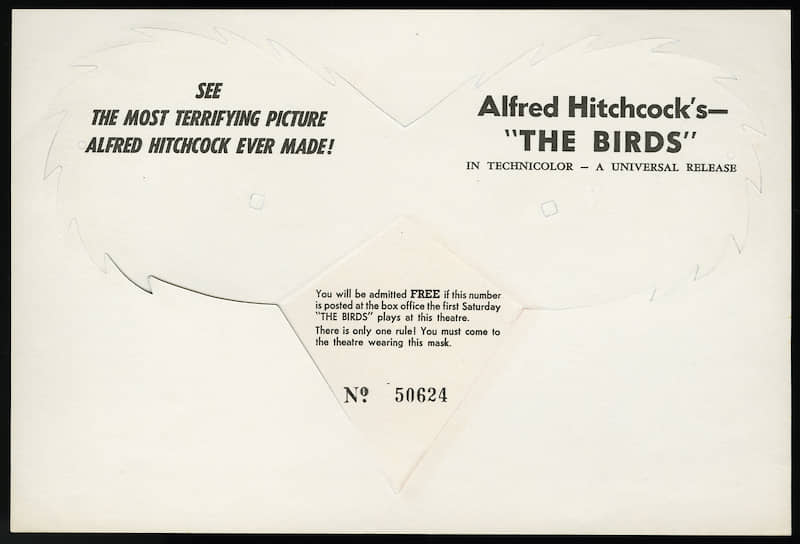 SEE
THE MOST TERRIFYING PICTURE
ALFRED HITCHCOCK EVER MADE!
Alfred Hitchcock's—
"THE BIRDS"
IN TECHNICOLOR — A UNIVERSAL RELEASE
You will be admitted FREE if this number
is posted at the box office the first Saturday
"THE BIRDS" plays at this theatre.
There is only one rule! You must come to
the theatre wearing this mask.
Nº 50624